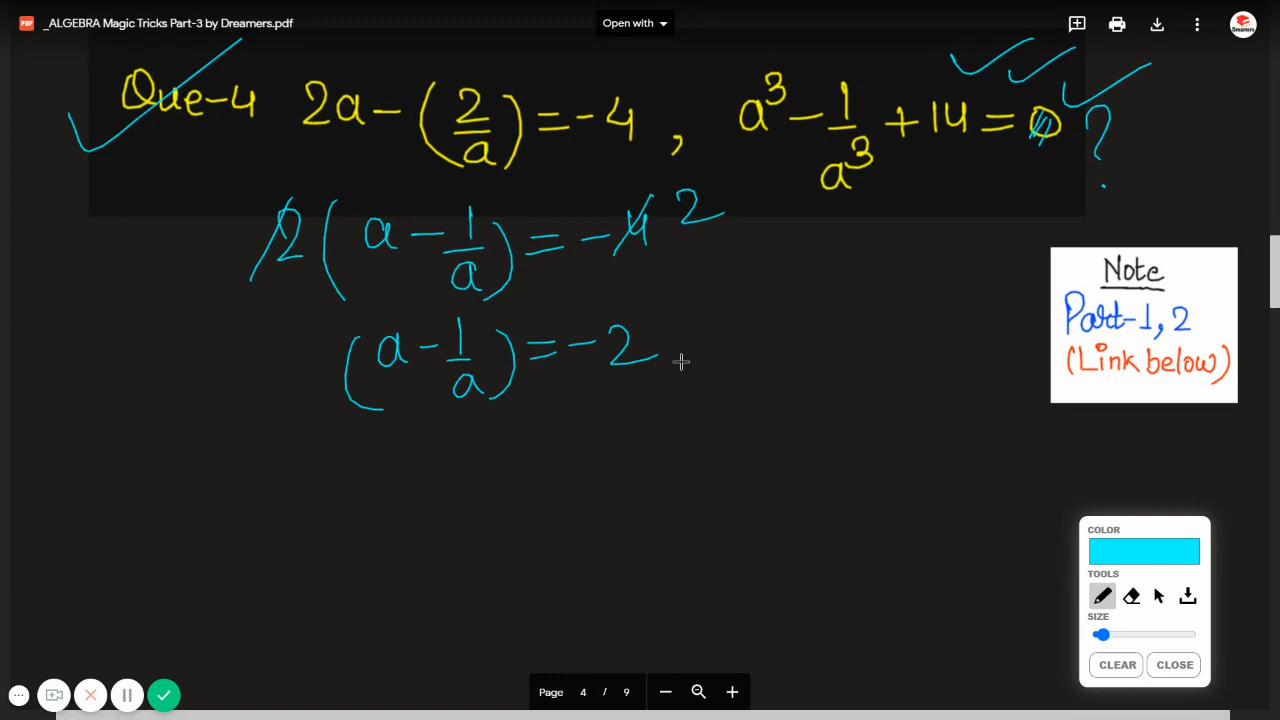 _ALGEBRA Magic Tricks Part-3 by Dreamers.pdf
Open with
Dreamers
Que-4 2a-(2/a)=-4, a³-1/a³+14= ?
2(a-1/a)=-4 2
(a-1/a)=-2
Note
Part-1,2
(Link below)
COLOR
TOOLS
SIZE
CLEAR CLOSE
Page 4 / 9